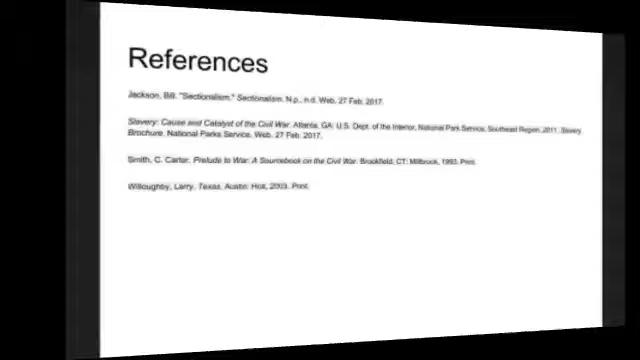 References
Jackson, Bill. "Sectionalism." Sectionalism. N.p., n.d. Web. 27 Feb. 2017.
Slavery: Cause and Catalyst of the Civil War. Atlanta, GA: U.S. Dept. of the Interior, National Park Service, Southeast Region, 2011. Slavery
Brochure. National Parks Service. Web. 27 Feb. 2017.
Smith, C. Carter. Prelude to War: A Sourcebook on the Civil War. Brookfield, CT: Millbrook, 1993. Print.
Willoughby, Larry. Texas. Austin: Holt, 2003. Print.